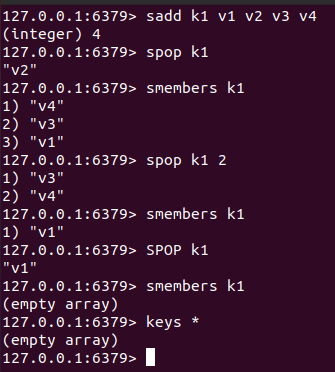 127.0.0.1:6379> sadd k1 v1 v2 v3 v4
(integer) 4
127.0.0.1:6379> spop k1
"v2"
127.0.0.1:6379> smembers k1
1) "v4"
2) "v3"
3) "v1"
127.0.0.1:6379> spop k1 2
1) "v3"
2) "v4"
127.0.0.1:6379> smembers k1
1) "v1"
127.0.0.1:6379> SPOP k1
"v1"
127.0.0.1:6379> smembers k1
(empty array)
127.0.0.1:6379> keys *
(empty array)
127.0.0.1:6379>